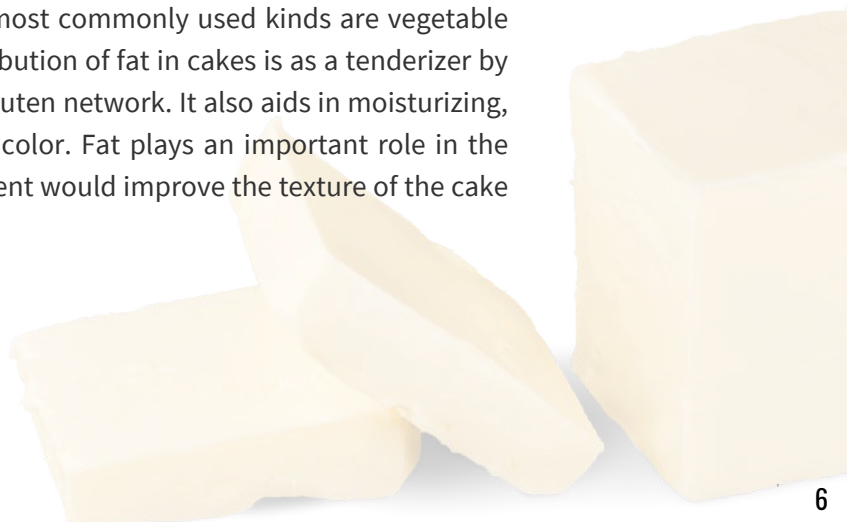 most commonly used kinds are vegetable
bution of fat in cakes is as a tenderizer by
uten network. It also aids in moisturizing,
color. Fat plays an important role in the
ent would improve the texture of the cake
6